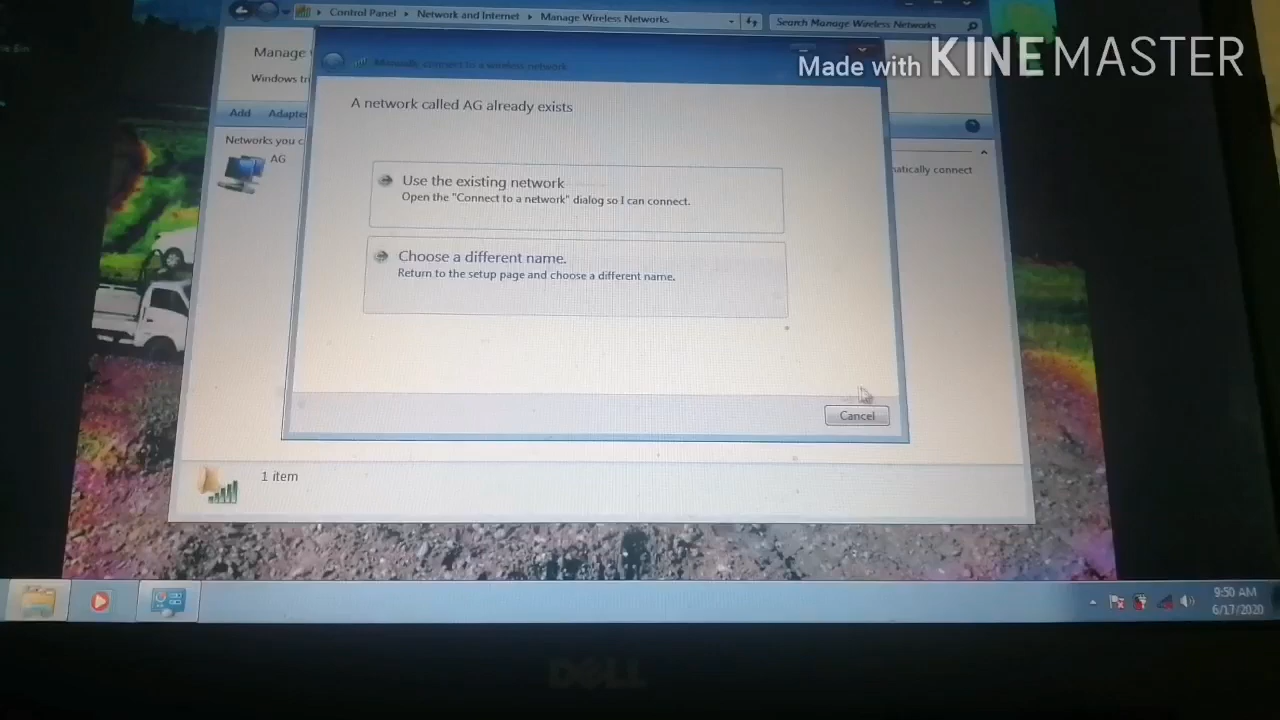 Control Panel
Network and Internet
Manage Wireless Networks
Search Manage Wireless Networks
Made with KINEMASTER
Manage
Windows tri
Manually connect to a wireless network
A network called AG already exists
Add
Adapter
Networks you c
AG
atically connect
Use the existing network
Open the "Connect to a network" dialog so I can connect.
Choose a different name.
Return to the setup page and choose a different name.
Cancel
1 item
9:50 AM
6/17/2020
DELL